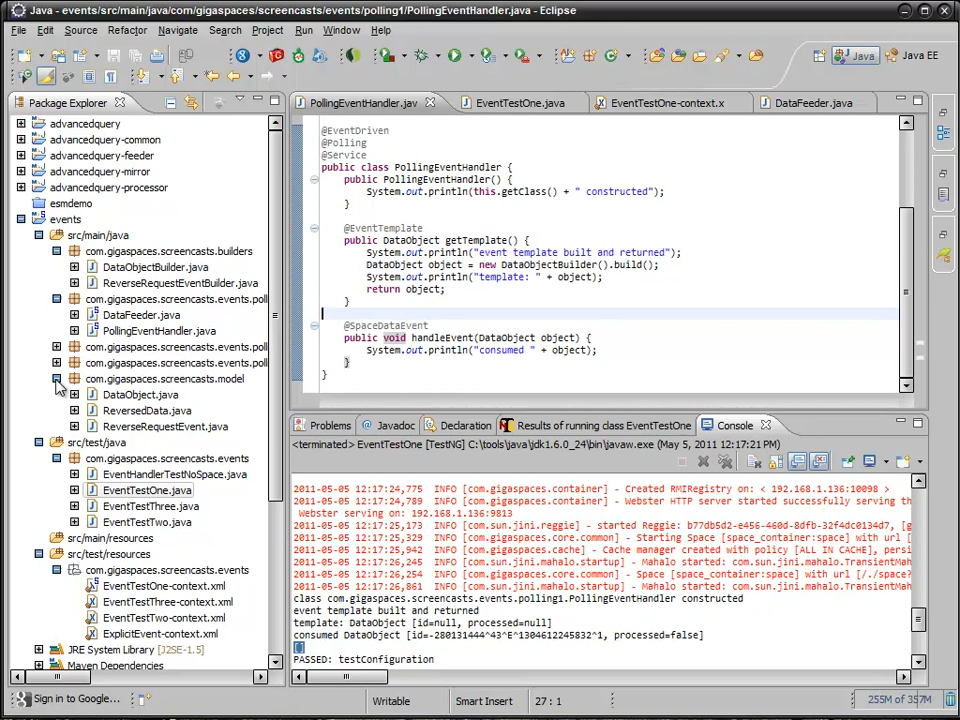 Java - events/src/main/java/com/gigaspaces/screencasts/events/polling1/PollingEventHandler.java - Eclipse
File Edit Source Refactor Navigate Search Project Run Window Help
Java
Java EE
Package Explorer
advancedquery
advancedquery-common
advancedquery-feeder
advancedquery-mirror
advancedquery-processor
esmdemo
events
src/main/java
com.gigaspaces.screencasts.builders
DataObjectBuilder.java
ReverseRequestEventBuilder.java
com.gigaspaces.screencasts.events.poll
DataFeeder.java
PollingEventHandler.java
com.gigaspaces.screencasts.events.poll
com.gigaspaces.screencasts.events.poll
com.gigaspaces.screencasts.model
DataObject.java
ReversedData.java
ReverseRequestEvent.java
src/test/java
com.gigaspaces.screencasts.events
EventHandlerTestNoSpace.java
EventTestOne.java
EventTestThree.java
EventTestTwo.java
src/main/resources
src/test/resources
com.gigaspaces.screencasts.events
EventTestOne-context.xml
EventTestThree-context.xml
EventTestTwo-context.xml
ExplicitEvent-context.xml
JRE System Library [J2SE-1.5]
Maven Dependencies
PollingEventHandler.jav
EventTestOne.java
EventTestOne-context.x
DataFeeder.java
@EventDriven
@Polling
@Service
public class PollingEventHandler {
public PollingEventHandler() {
System.out.println(this.getClass() + " constructed");
}
@EventTemplate
public DataObject getTemplate() {
System.out.println("event template built and returned");
DataObject object = new DataObjectBuilder().build();
System.out.println("template: " + object);
return object;
}
@SpaceDataEvent
public void handleEvent(DataObject object) {
System.out.println("consumed " + object);
}
}
Problems
Javadoc
Declaration
Results of running class EventTestOne
Console
<terminated> EventTestOne [TestNG] C:\tools\java\jdk1.6.0_24\bin\javaw.exe (May 5, 2011 12:17:21 PM)
2011-05-05 12:17:24,775 INFO [com.gigaspaces.container] - Created RMIRegistry on: < 192.168.1.136:10098 >
2011-05-05 12:17:24,829 INFO [com.gigaspaces.common] - Webster HTTP server started successfully serving th
Webster serving on: 192.168.1.136:9813
2011-05-05 12:17:25,173 INFO [com.sun.jini.reggie] - started Reggie: b77db5d2-e456-460d-8dfb-32f4fc0134d7, [g
2011-05-05 12:17:25,329 INFO [com.gigaspaces.core.common] - Starting Space [space_container:space] with url [
2011-05-05 12:17:25,942 INFO [com.gigaspaces.cache] - Cache manager created with policy [ALL IN CACHE], persi
2011-05-05 12:17:26,245 INFO [com.sun.jini.mahalo.startup] - Mahalo started: com.sun.jini.mahalo.TransientMah
2011-05-05 12:17:26,254 INFO [com.gigaspaces.core.common] - Space [space_container:space] with url [/./space?
2011-05-05 12:17:26,861 INFO [com.sun.jini.mahalo.startup] - Mahalo started: com.sun.jini.mahalo.TransientMah
class com.gigaspaces.screencasts.events.polling1.PollingEventHandler constructed
event template built and returned
template: DataObject [id=null, processed=null]
consumed DataObject [id=-280131444^43^E^1304612245832^1, processed=false]
PASSED: testConfiguration
Sign in to Google...
Writable
Smart Insert
27 : 1
255M of 357M